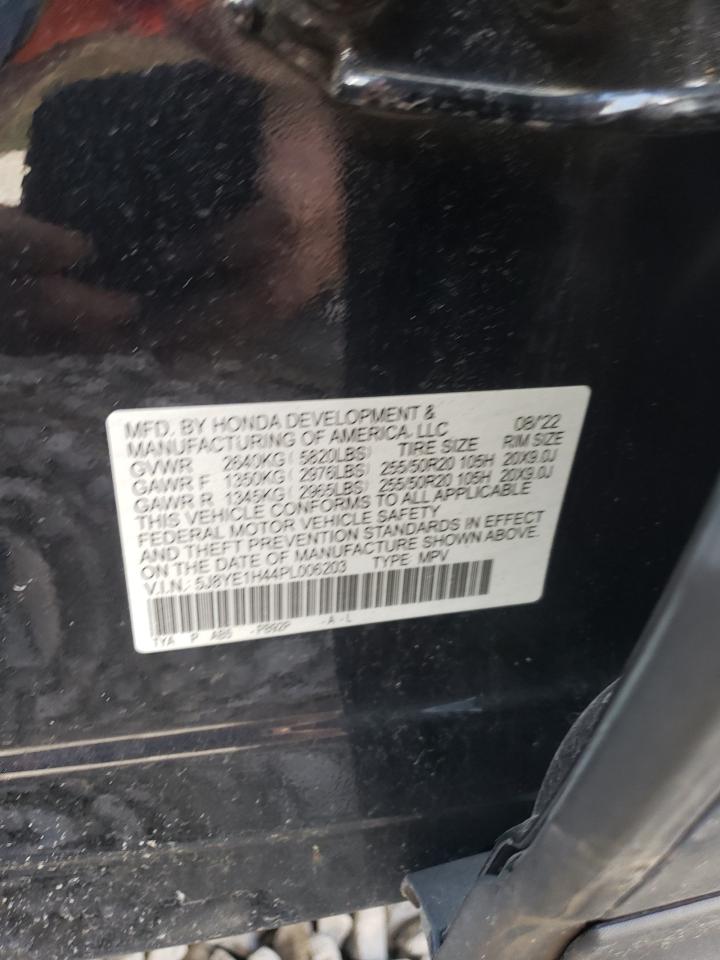 MFD. BY HONDA DEVELOPMENT & 08/'22
MANUFACTURING OF AMERICA, LLC
GVWR 2640KG ( 5820LBS) TIRE SIZE RIM SIZE
GAWR F 1350KG ( 2976LBS) 255/50R20 105H 20X9.0J
GAWR R 1345KG ( 2965LBS) 255/50R20 105H 20X9.0J
THIS VEHICLE CONFORMS TO ALL APPLICABLE
FEDERAL MOTOR VEHICLE SAFETY
AND THEFT PREVENTION STANDARDS IN EFFECT
ON THE DATE OF MANUFACTURE SHOWN ABOVE.
V.I.N.: 5J8YE1H44PL006203 TYPE: MPV
TYA P AB5 -PB92P -A-L